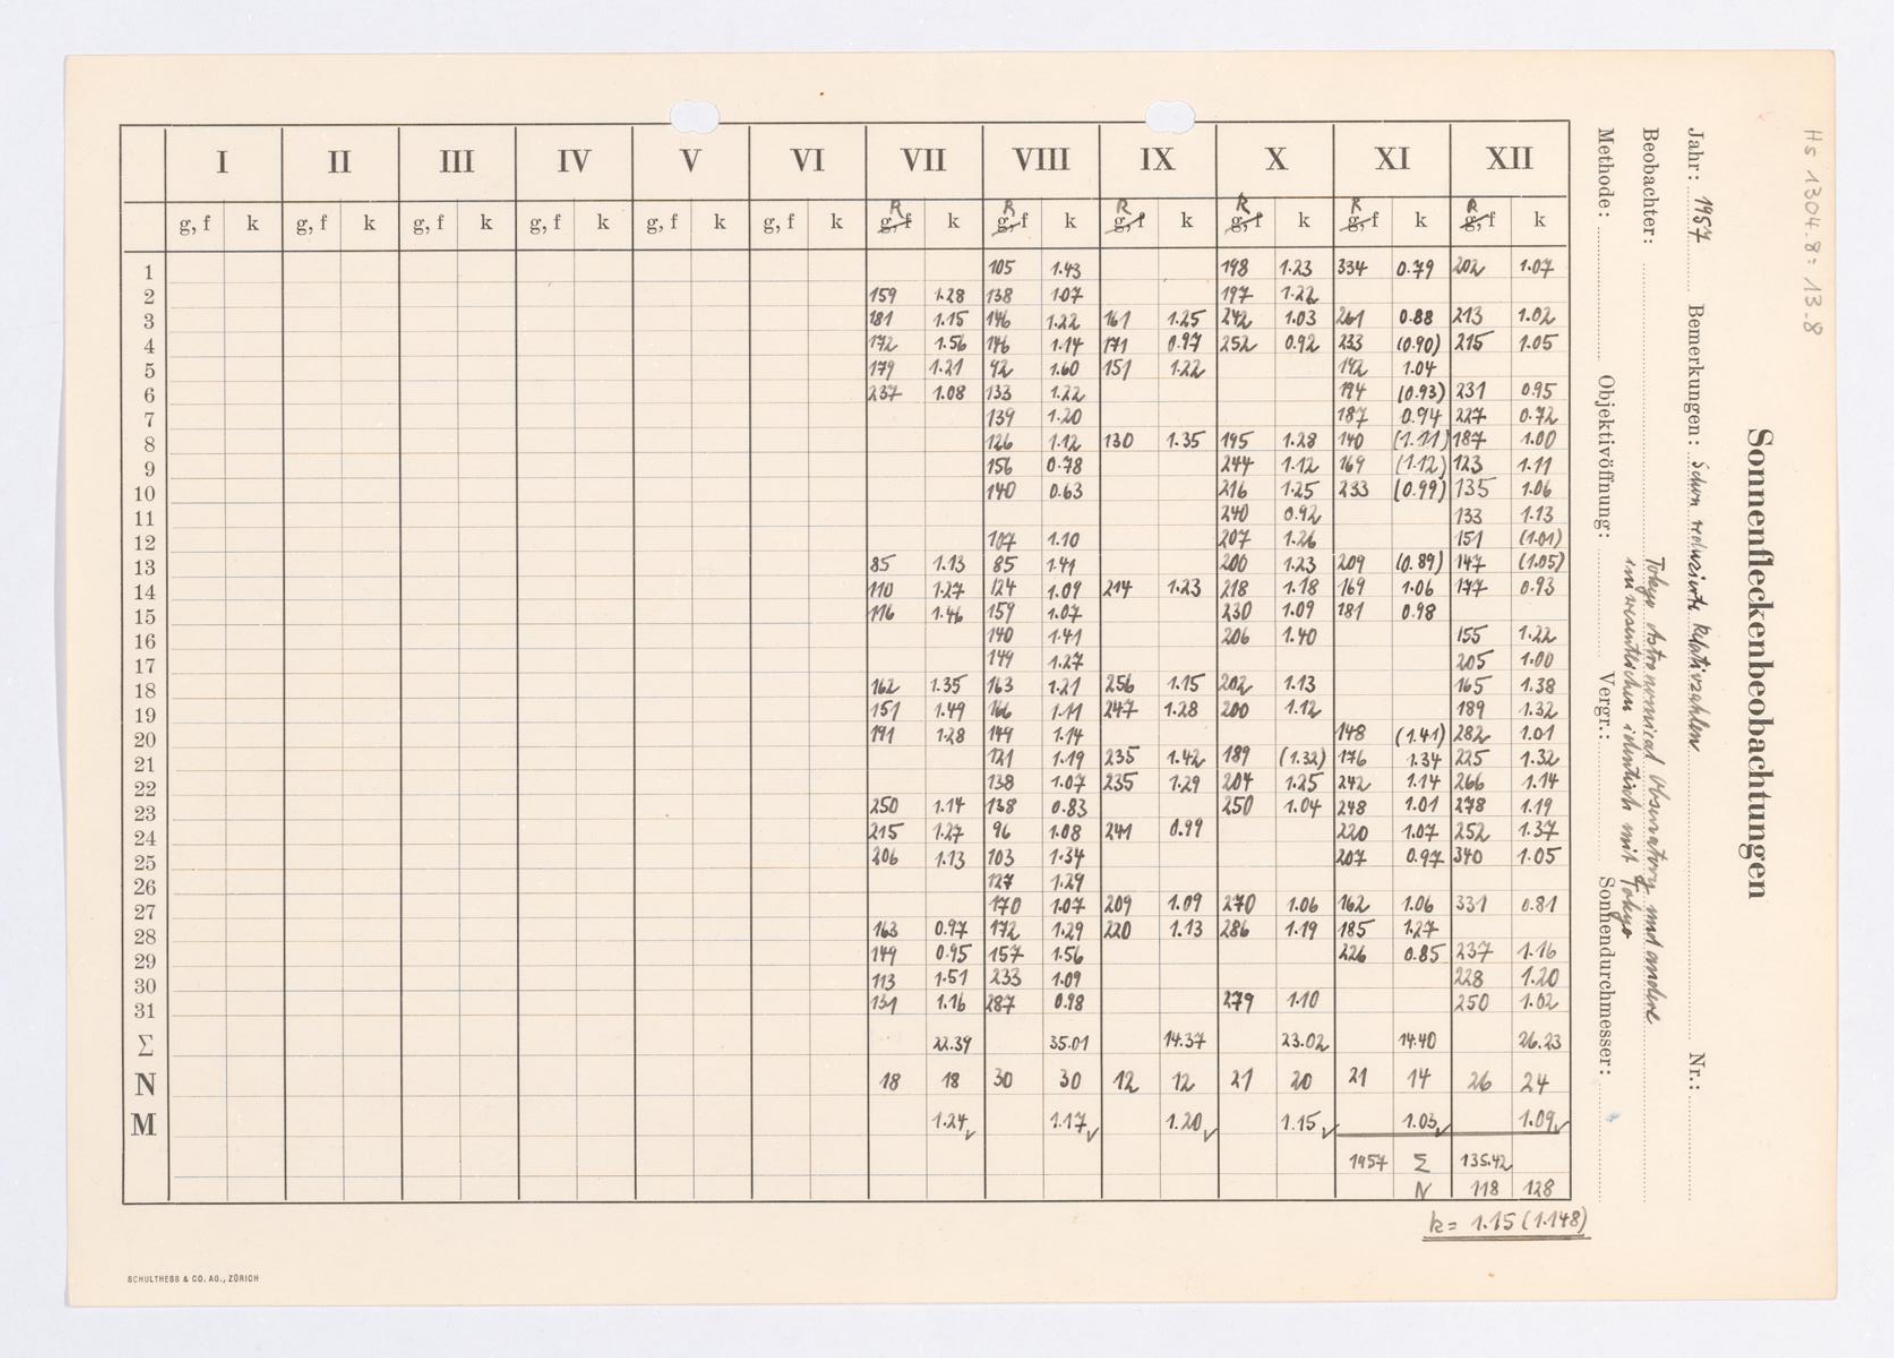 Hs 1304.8:13.8
Sonnenfleckenbeobachtungen
Jahr: 1957 Bemerkungen: schon reduzierte Relativzahlen Nr.:
Beobachter: Tokyo Astronomical Observatory und andere
im wesentlichen identisch mit Tokyo
Methode: Objektivöffnung: Vergr.: Sonnendurchmesser:
I II III IV V VI VII VIII IX X XI XII
R R R R R R
g, f k g, f k g, f k g, f k g, f k g, f k g, f k g, f k g, f k g, f k g, f k g, f k
1 105 1.43 198 1.23 334 0.79 202 1.07
2 159 1.28 138 1.07 197 1.22
3 181 1.15 146 1.22 161 1.25 242 1.03 261 0.88 213 1.02
4 172 1.56 146 1.14 171 0.97 252 0.92 233 (0.90) 215 1.05
5 179 1.21 92 1.60 151 1.22 192 1.04
6 237 1.08 133 1.22 194 (0.93) 231 0.95
7 139 1.20 187 0.94 227 0.72
8 126 1.12 130 1.35 195 1.28 140 (1.11) 187 1.00
9 156 0.78 244 1.12 169 (1.12) 123 1.11
10 140 0.63 216 1.25 233 (0.99) 135 1.06
11 240 0.92 133 1.13
12 107 1.10 207 1.26 151 (1.01)
13 85 1.13 85 1.41 200 1.23 209 (0.89) 147 (1.05)
14 110 1.27 124 1.09 214 1.23 218 1.18 169 1.06 177 0.93
15 116 1.46 159 1.07 230 1.09 181 0.98
16 140 1.41 206 1.40 155 1.22
17 149 1.27 205 1.00
18 162 1.35 163 1.21 256 1.15 202 1.13 165 1.38
19 151 1.49 166 1.11 247 1.28 200 1.12 189 1.32
20 191 1.28 149 1.14 148 (1.41) 282 1.01
21 121 1.19 235 1.42 189 (1.32) 176 1.34 225 1.32
22 138 1.07 235 1.29 204 1.25 242 1.14 266 1.14
23 250 1.14 138 0.83 250 1.04 248 1.01 278 1.19
24 215 1.27 96 1.08 241 0.99 220 1.07 252 1.37
25 206 1.13 103 1.34 207 0.97 340 1.05
26 127 1.29
27 170 1.07 209 1.09 270 1.06 162 1.06 331 0.81
28 163 0.97 172 1.29 220 1.13 286 1.19 185 1.27
29 149 0.95 157 1.56 226 0.85 237 1.16
30 113 1.51 233 1.09 228 1.20
31 131 1.16 287 0.98 279 1.10 250 1.02
Σ 22.39 35.01 14.37 23.02 14.40 26.23
N 18 18 30 30 12 12 21 20 21 14 26 24
M 1.24 1.17 1.20 1.15 1.03 1.09
1957 Σ 135.42
N 118 128
k = 1.15 (1.148)
SCHULTHESS & CO. AG., ZÜRICH